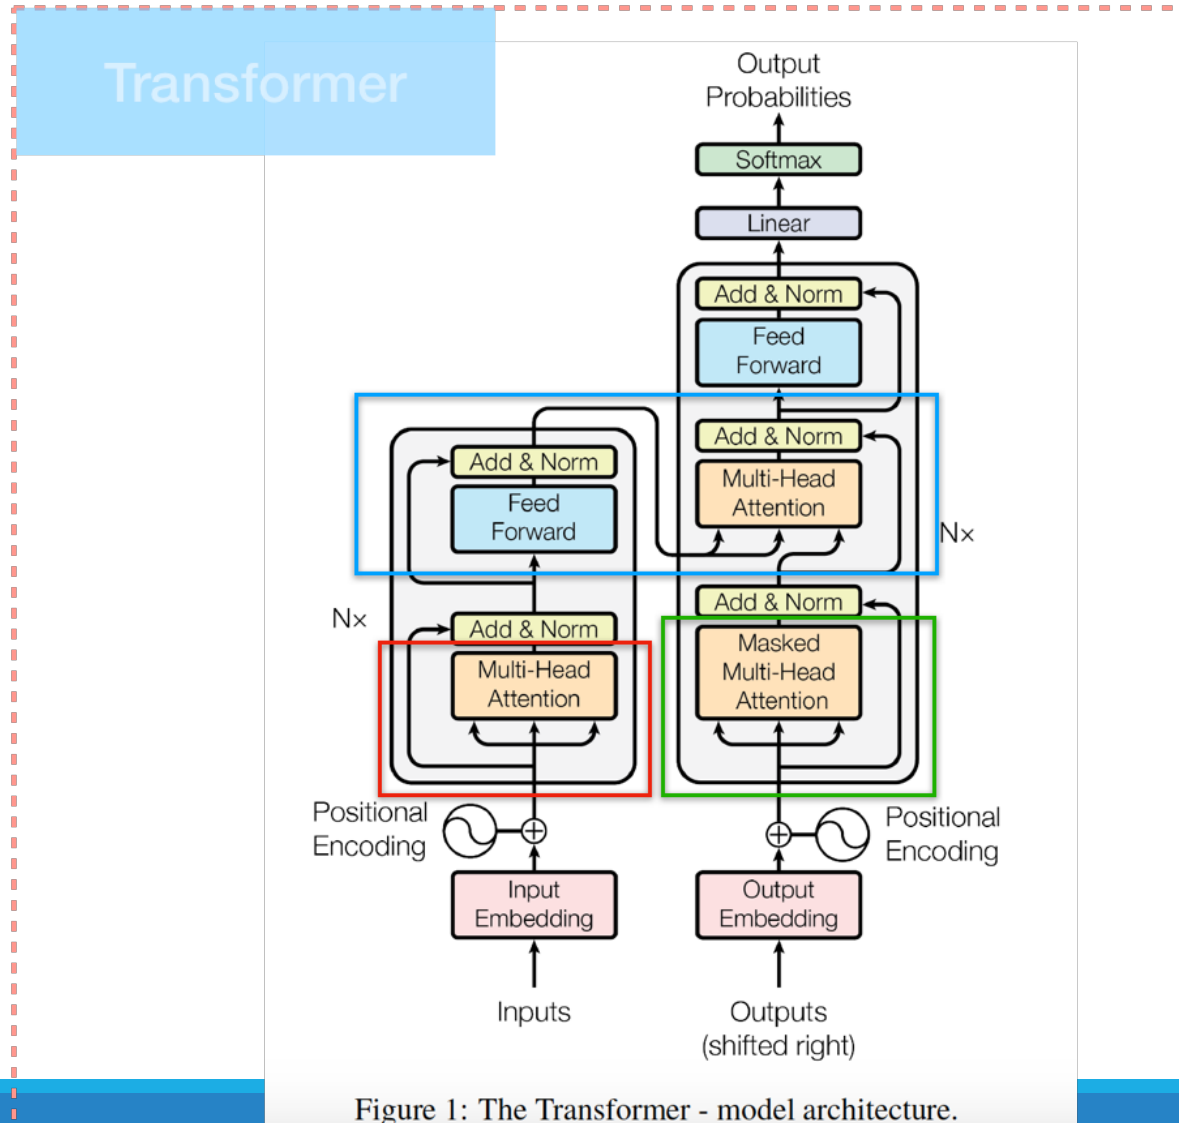 Transformer
Output
Probabilities
Softmax
Linear
Add & Norm
Feed
Forward
Add & Norm
Multi-Head
Attention
Nx
Add & Norm
Masked
Multi-Head
Attention
Add & Norm
Feed
Forward
Nx
Add & Norm
Multi-Head
Attention
Positional
Encoding
Positional
Encoding
Input
Embedding
Output
Embedding
Inputs
Outputs
(shifted right)
Figure 1: The Transformer - model architecture.